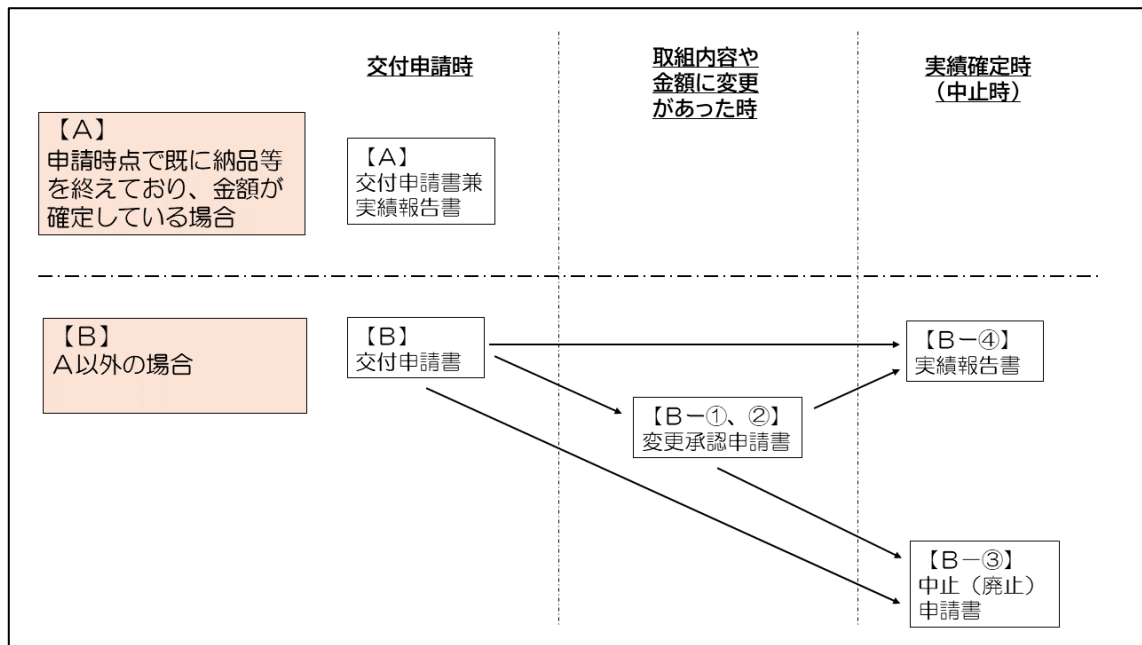 交付申請時
取組内容や
金額に変更
があった時
実績確定時
（中止時）
【A】
申請時点で既に納品等
を終えており、金額が
確定している場合
【A】
交付申請書兼
実績報告書
【B】
A以外の場合
【B】
交付申請書
【B－④】
実績報告書
【B－①、②】
変更承認申請書
【B－③】
中止（廃止）
申請書